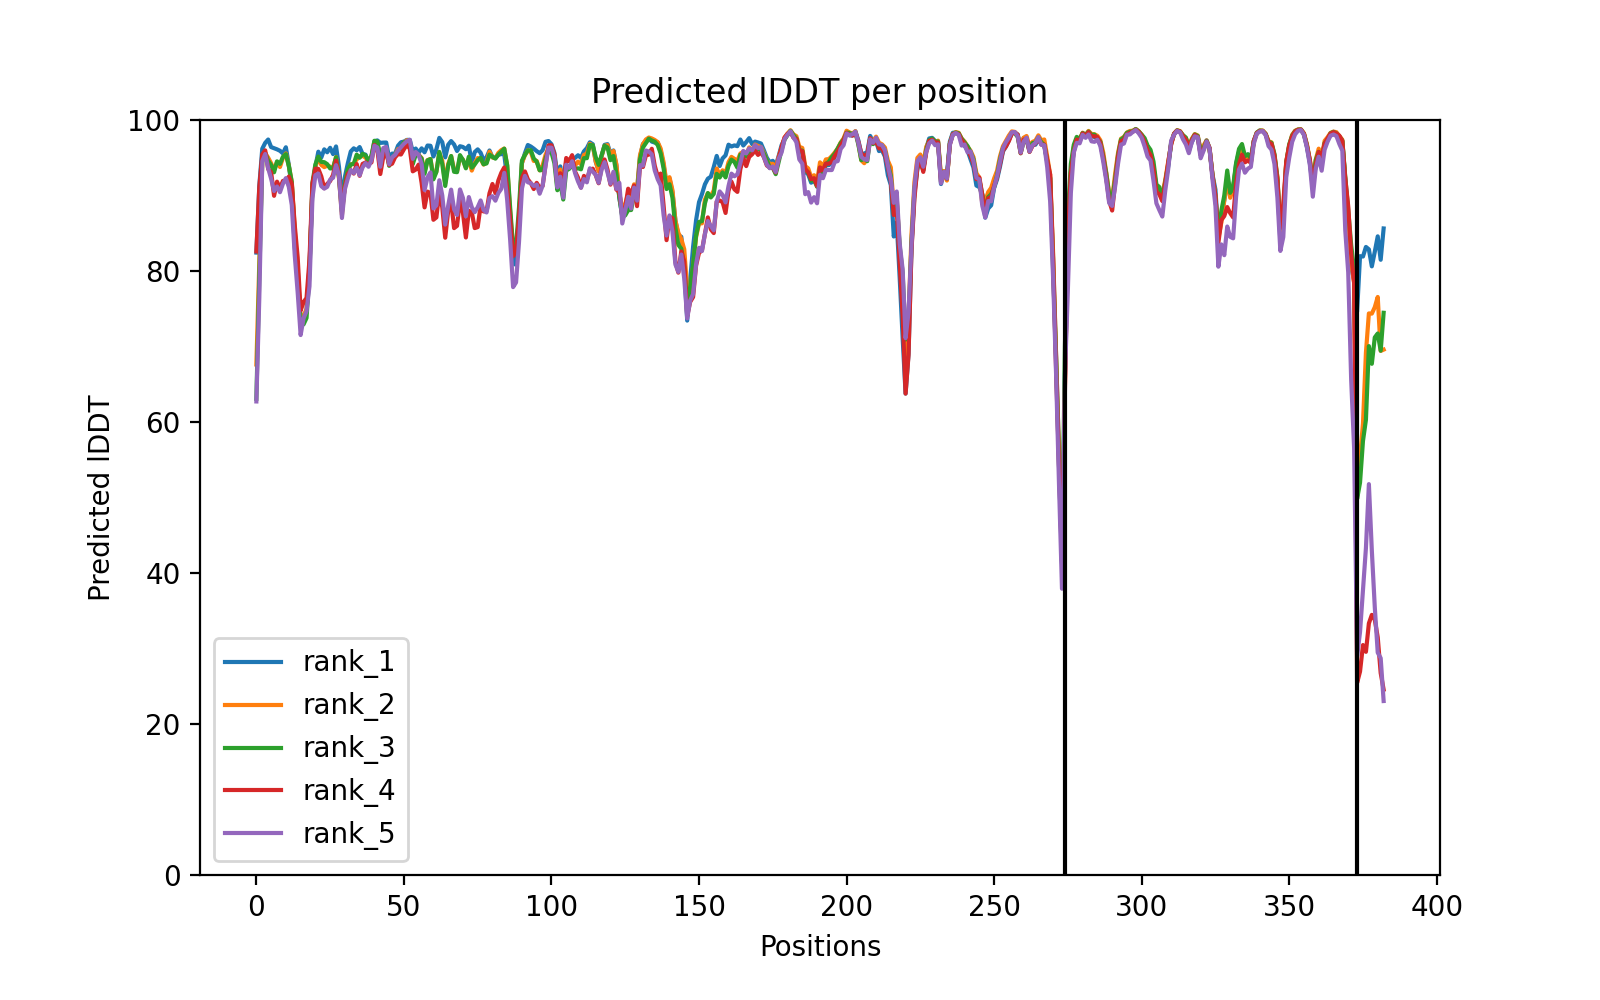 Predicted lDDT per position
100
80
60
40
20
0
Predicted lDDT
rank_1
rank_2
rank_3
rank_4
rank_5
0 50 100 150 200 250 300 350 400
Positions